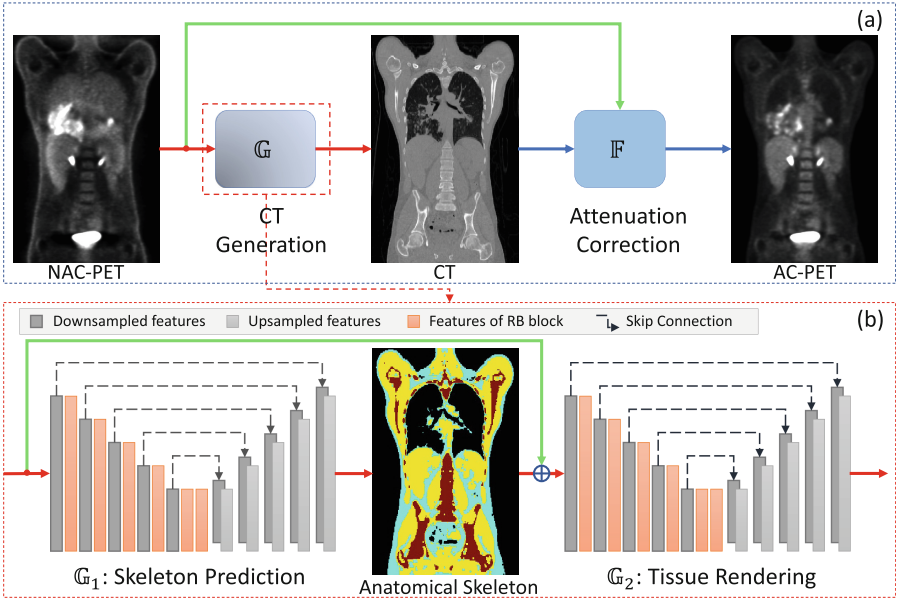 (a)
𝔾
𝔽
CT
Generation
Attenuation
Correction
NAC-PET
CT
AC-PET
(b)
Downsampled features
Upsampled features
Features of RB block
Skip Connection
𝔾₁: Skeleton Prediction
Anatomical Skeleton
𝔾₂: Tissue Rendering